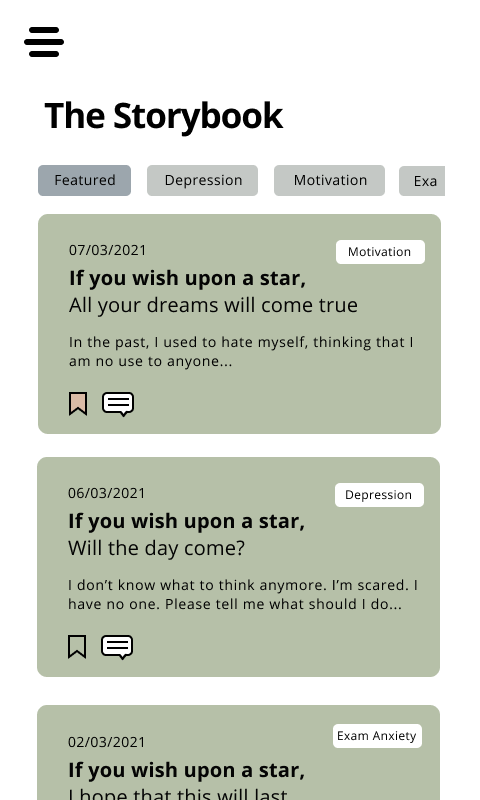 The Storybook
Featured
Depression
Motivation
Exa
07/03/2021
Motivation
If you wish upon a star,
All your dreams will come true
In the past, I used to hate myself, thinking that I
am no use to anyone...
06/03/2021
Depression
If you wish upon a star,
Will the day come?
I don’t know what to think anymore. I’m scared. I
have no one. Please tell me what should I do...
Exam Anxiety
02/03/2021
If you wish upon a star,
I hope that this will last